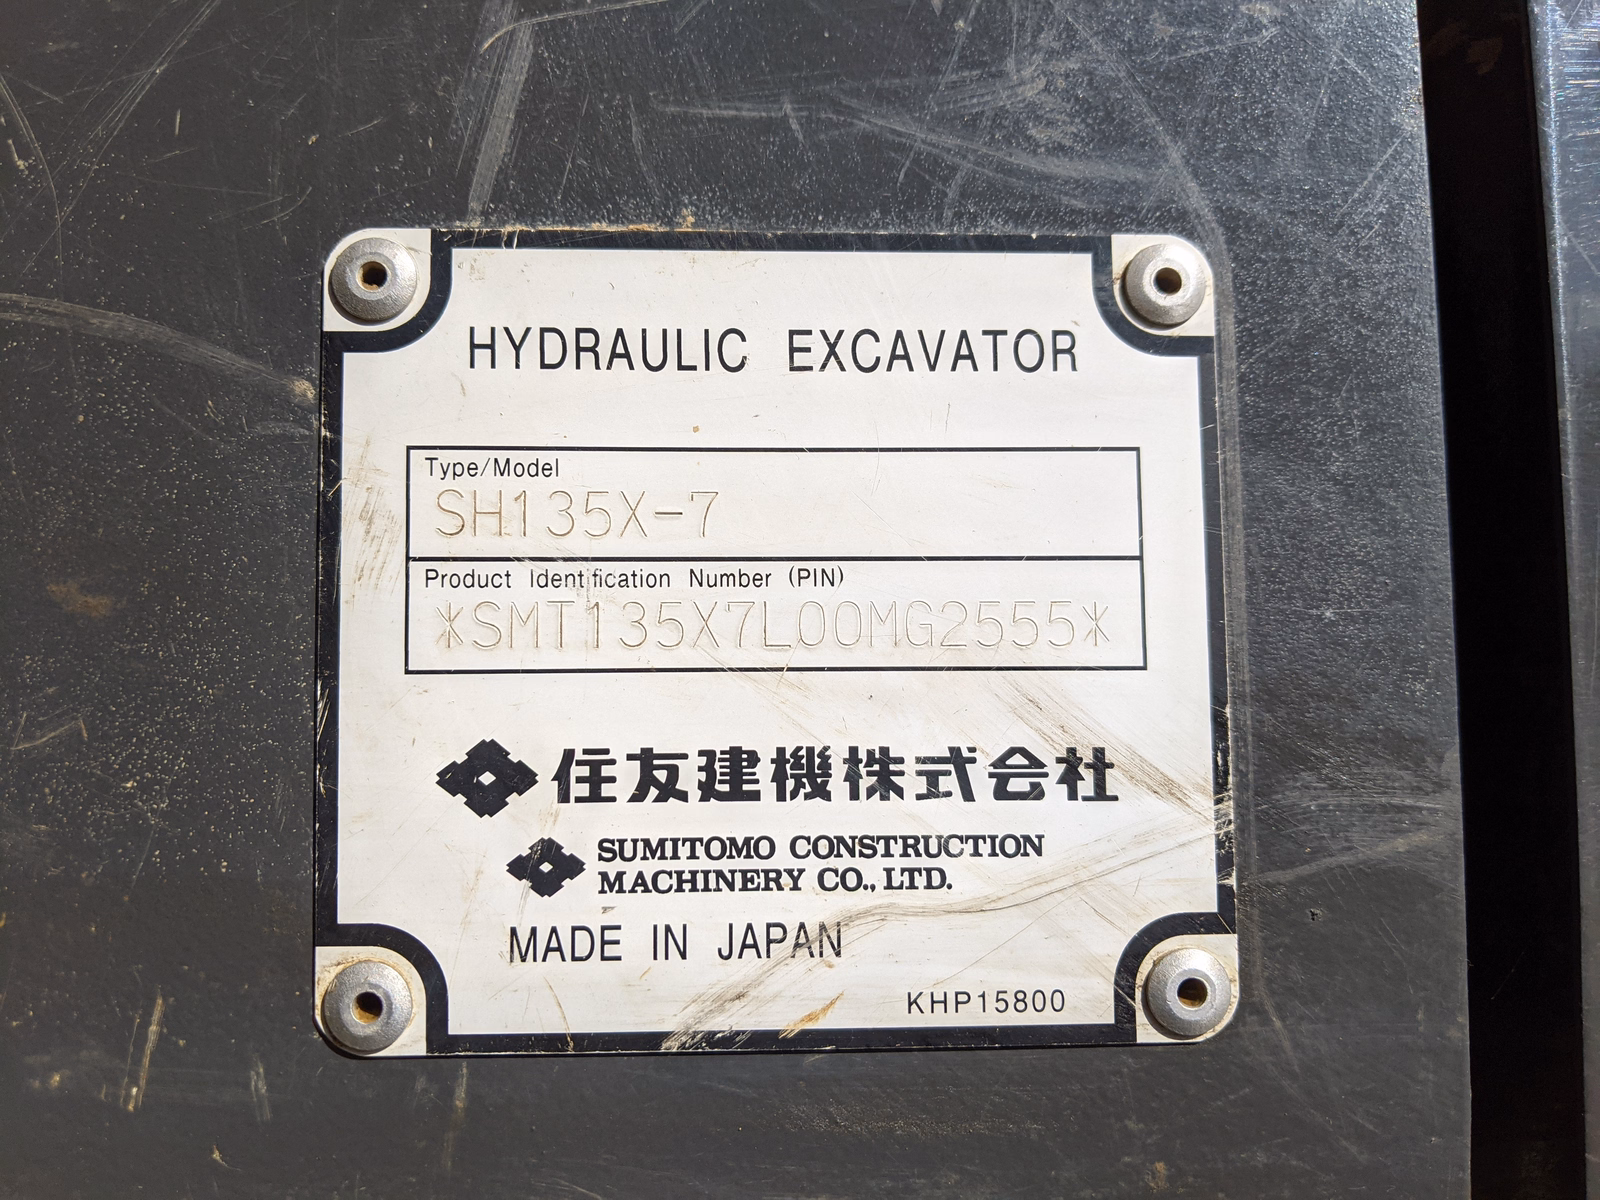 HYDRAULIC EXCAVATOR
Type/Model
SH135X-7
Product Identification Number (PIN)
*SMT135X7L00MG2555*
住友建機株式会社
SUMITOMO CONSTRUCTION
MACHINERY CO., LTD.
MADE IN JAPAN
KHP15800